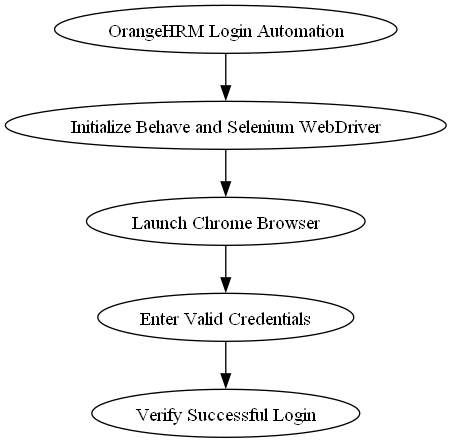 OrangeHRM Login Automation
Initialize Behave and Selenium WebDriver
Launch Chrome Browser
Enter Valid Credentials
Verify Successful Login